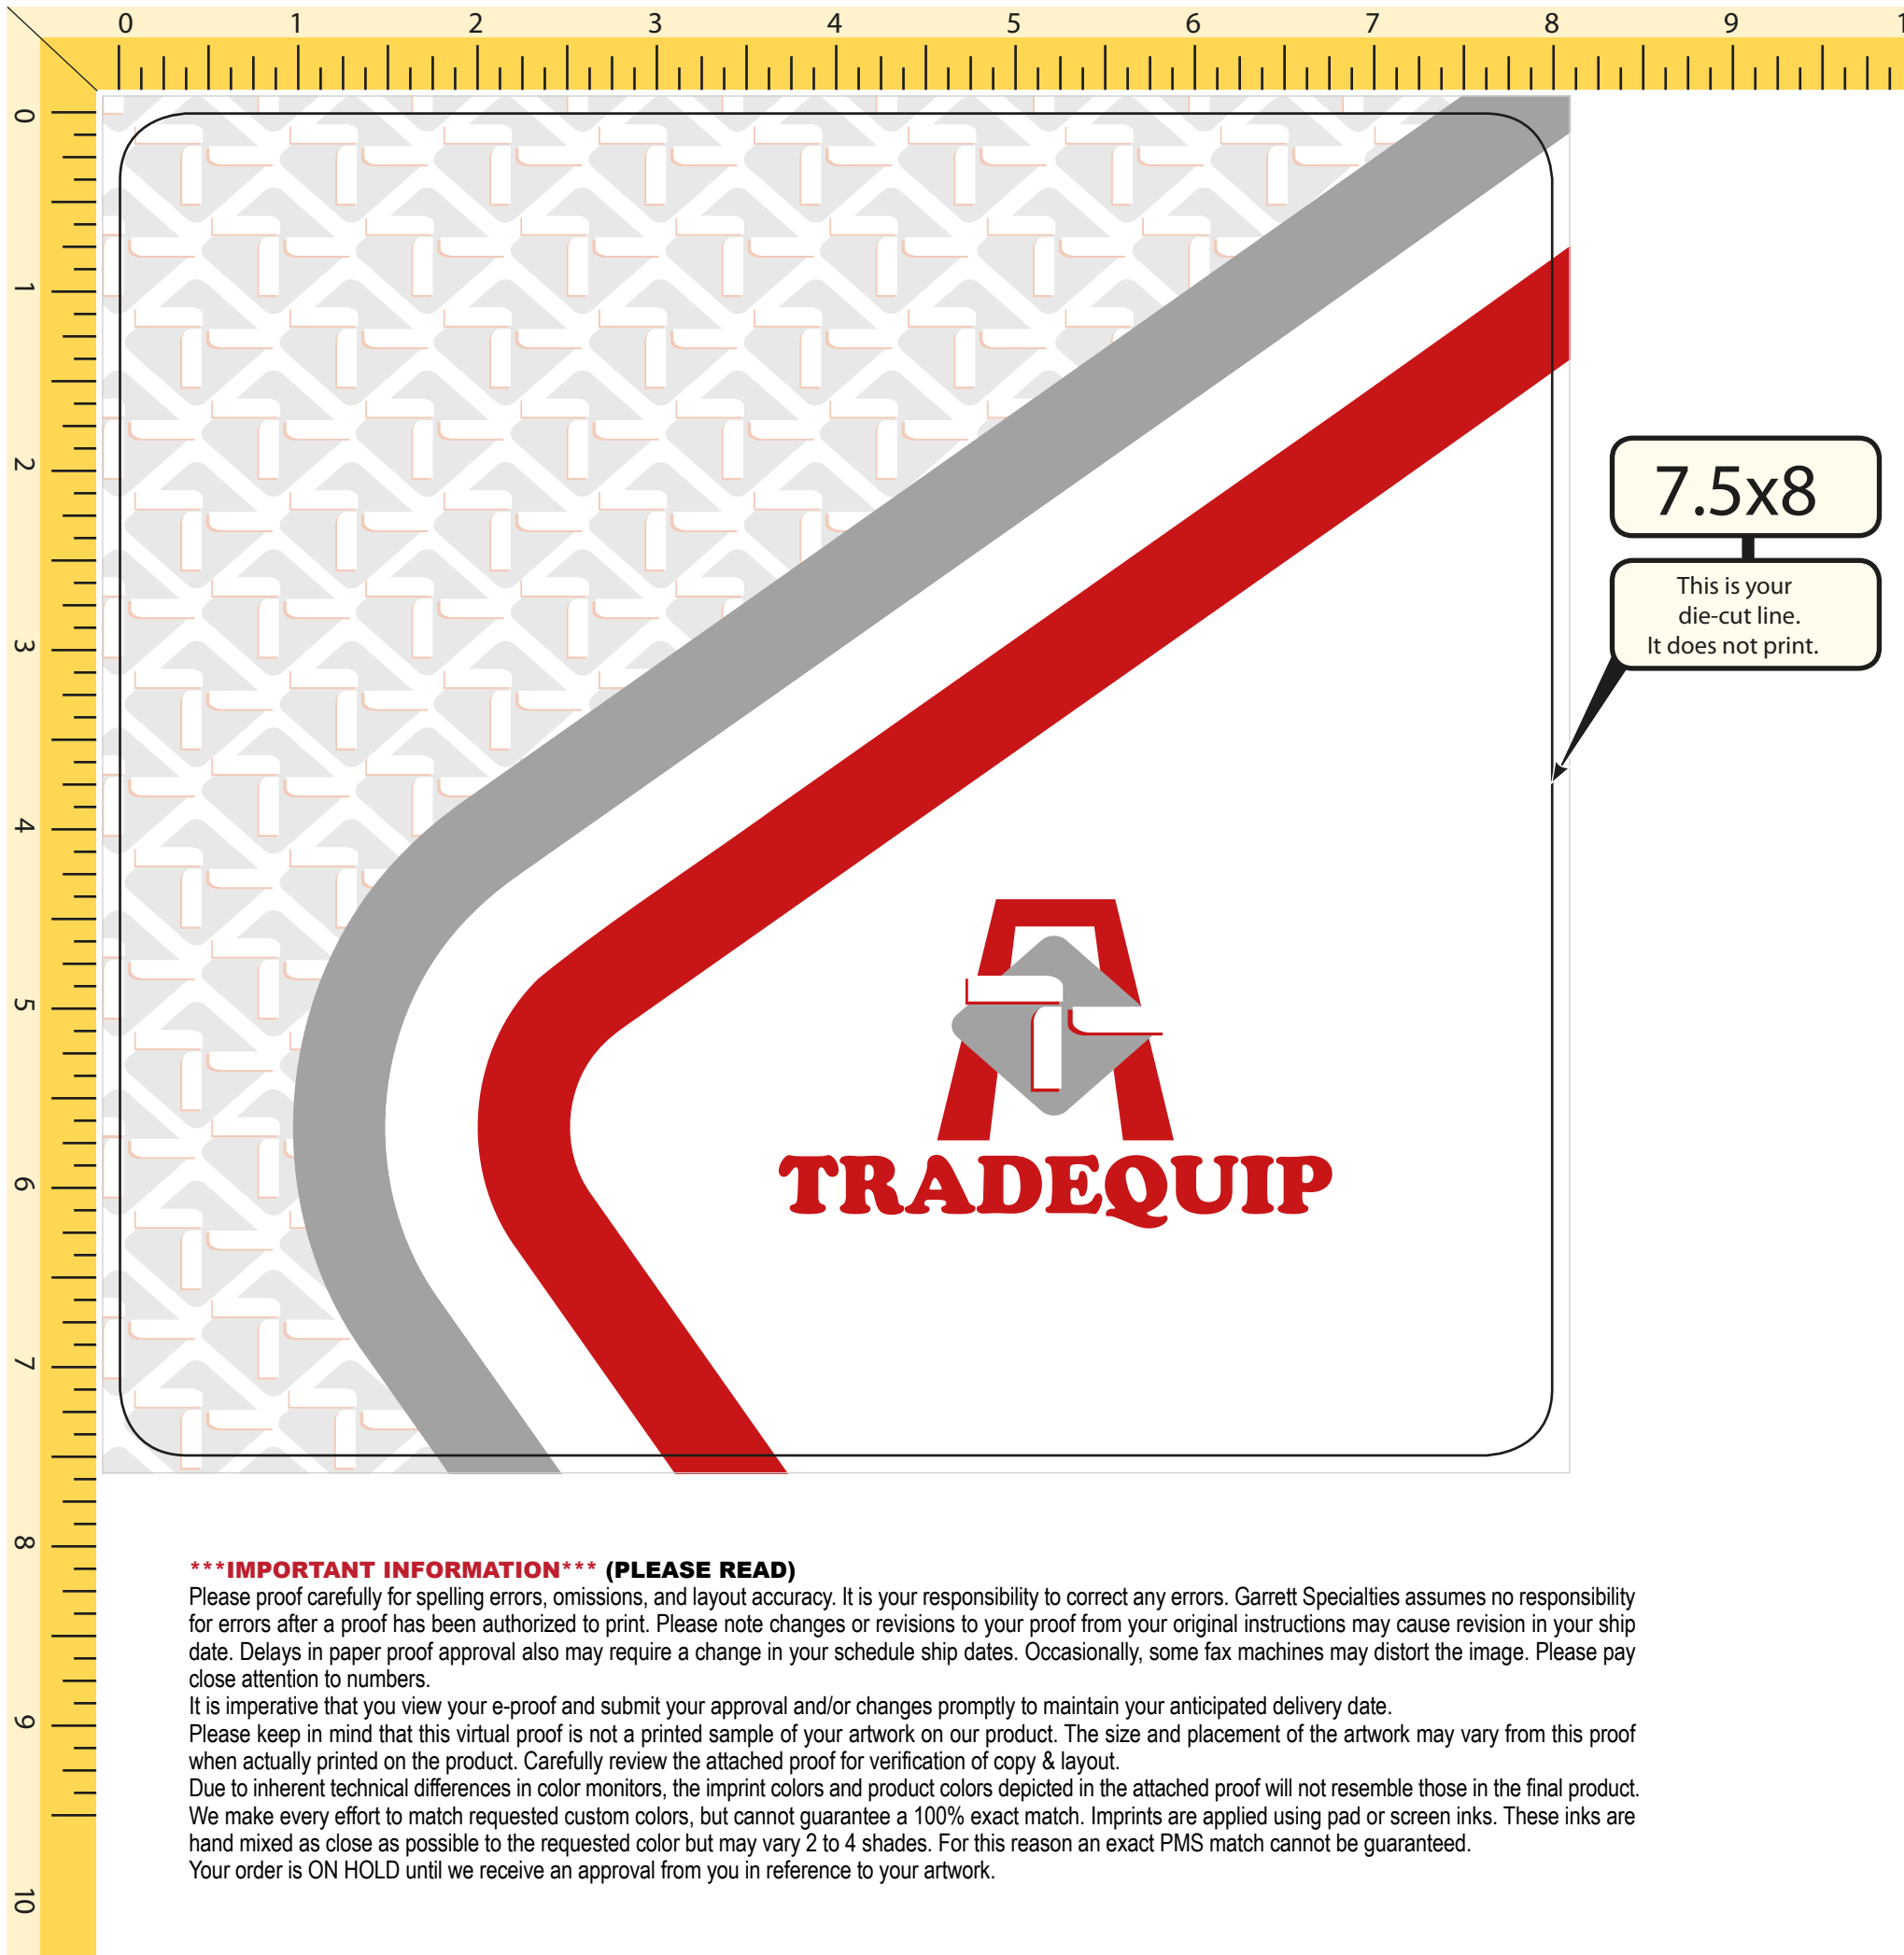 0 1 2 3 4 5 6 7 8 9 1
0
1
2
3
4
5
6
7
8
9
10
7.5x8
This is your
die-cut line.
It does not print.
TRADEQUIP
***IMPORTANT INFORMATION*** (PLEASE READ)
Please proof carefully for spelling errors, omissions, and layout accuracy. It is your responsibility to correct any errors. Garrett Specialties assumes no responsibility
for errors after a proof has been authorized to print. Please note changes or revisions to your proof from your original instructions may cause revision in your ship
date. Delays in paper proof approval also may require a change in your schedule ship dates. Occasionally, some fax machines may distort the image. Please pay
close attention to numbers.
It is imperative that you view your e-proof and submit your approval and/or changes promptly to maintain your anticipated delivery date.
Please keep in mind that this virtual proof is not a printed sample of your artwork on our product. The size and placement of the artwork may vary from this proof
when actually printed on the product. Carefully review the attached proof for verification of copy & layout.
Due to inherent technical differences in color monitors, the imprint colors and product colors depicted in the attached proof will not resemble those in the final product.
We make every effort to match requested custom colors, but cannot guarantee a 100% exact match. Imprints are applied using pad or screen inks. These inks are
hand mixed as close as possible to the requested color but may vary 2 to 4 shades. For this reason an exact PMS match cannot be guaranteed.
Your order is ON HOLD until we receive an approval from you in reference to your artwork.